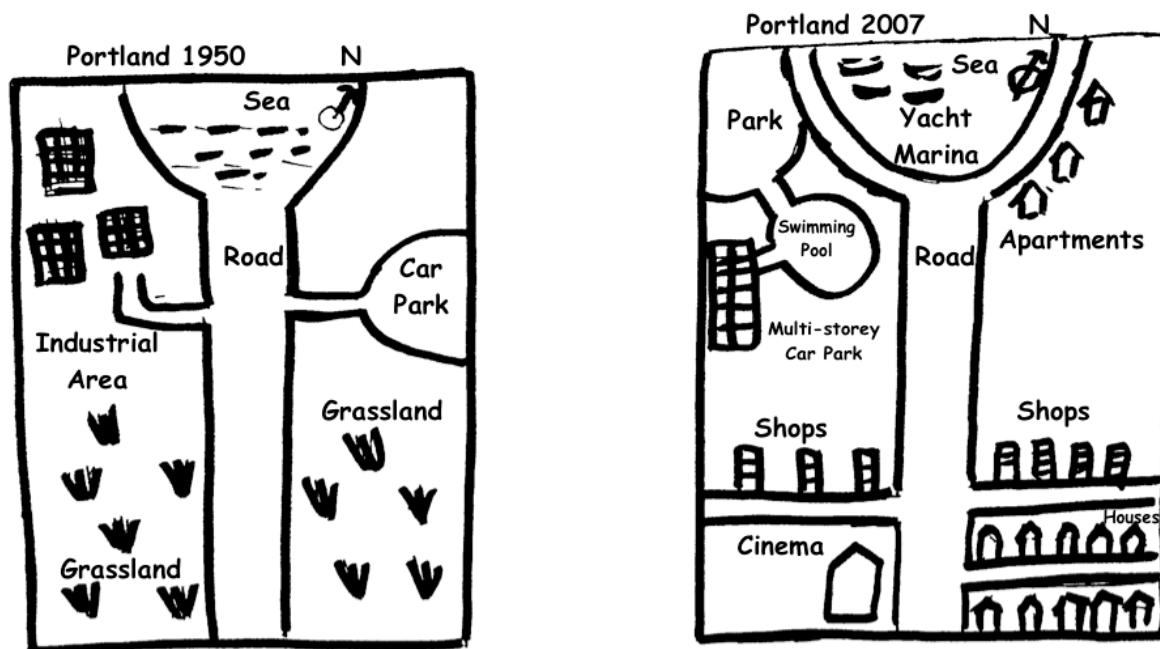 Portland 1950
N
Sea
Road
Car
Park
Industrial
Area
Grassland
Grassland
Portland 2007
N
Sea
Yacht
Marina
Park
Swimming
Pool
Road
Apartments
Multi-storey
Car Park
Shops
Shops
Houses
Cinema